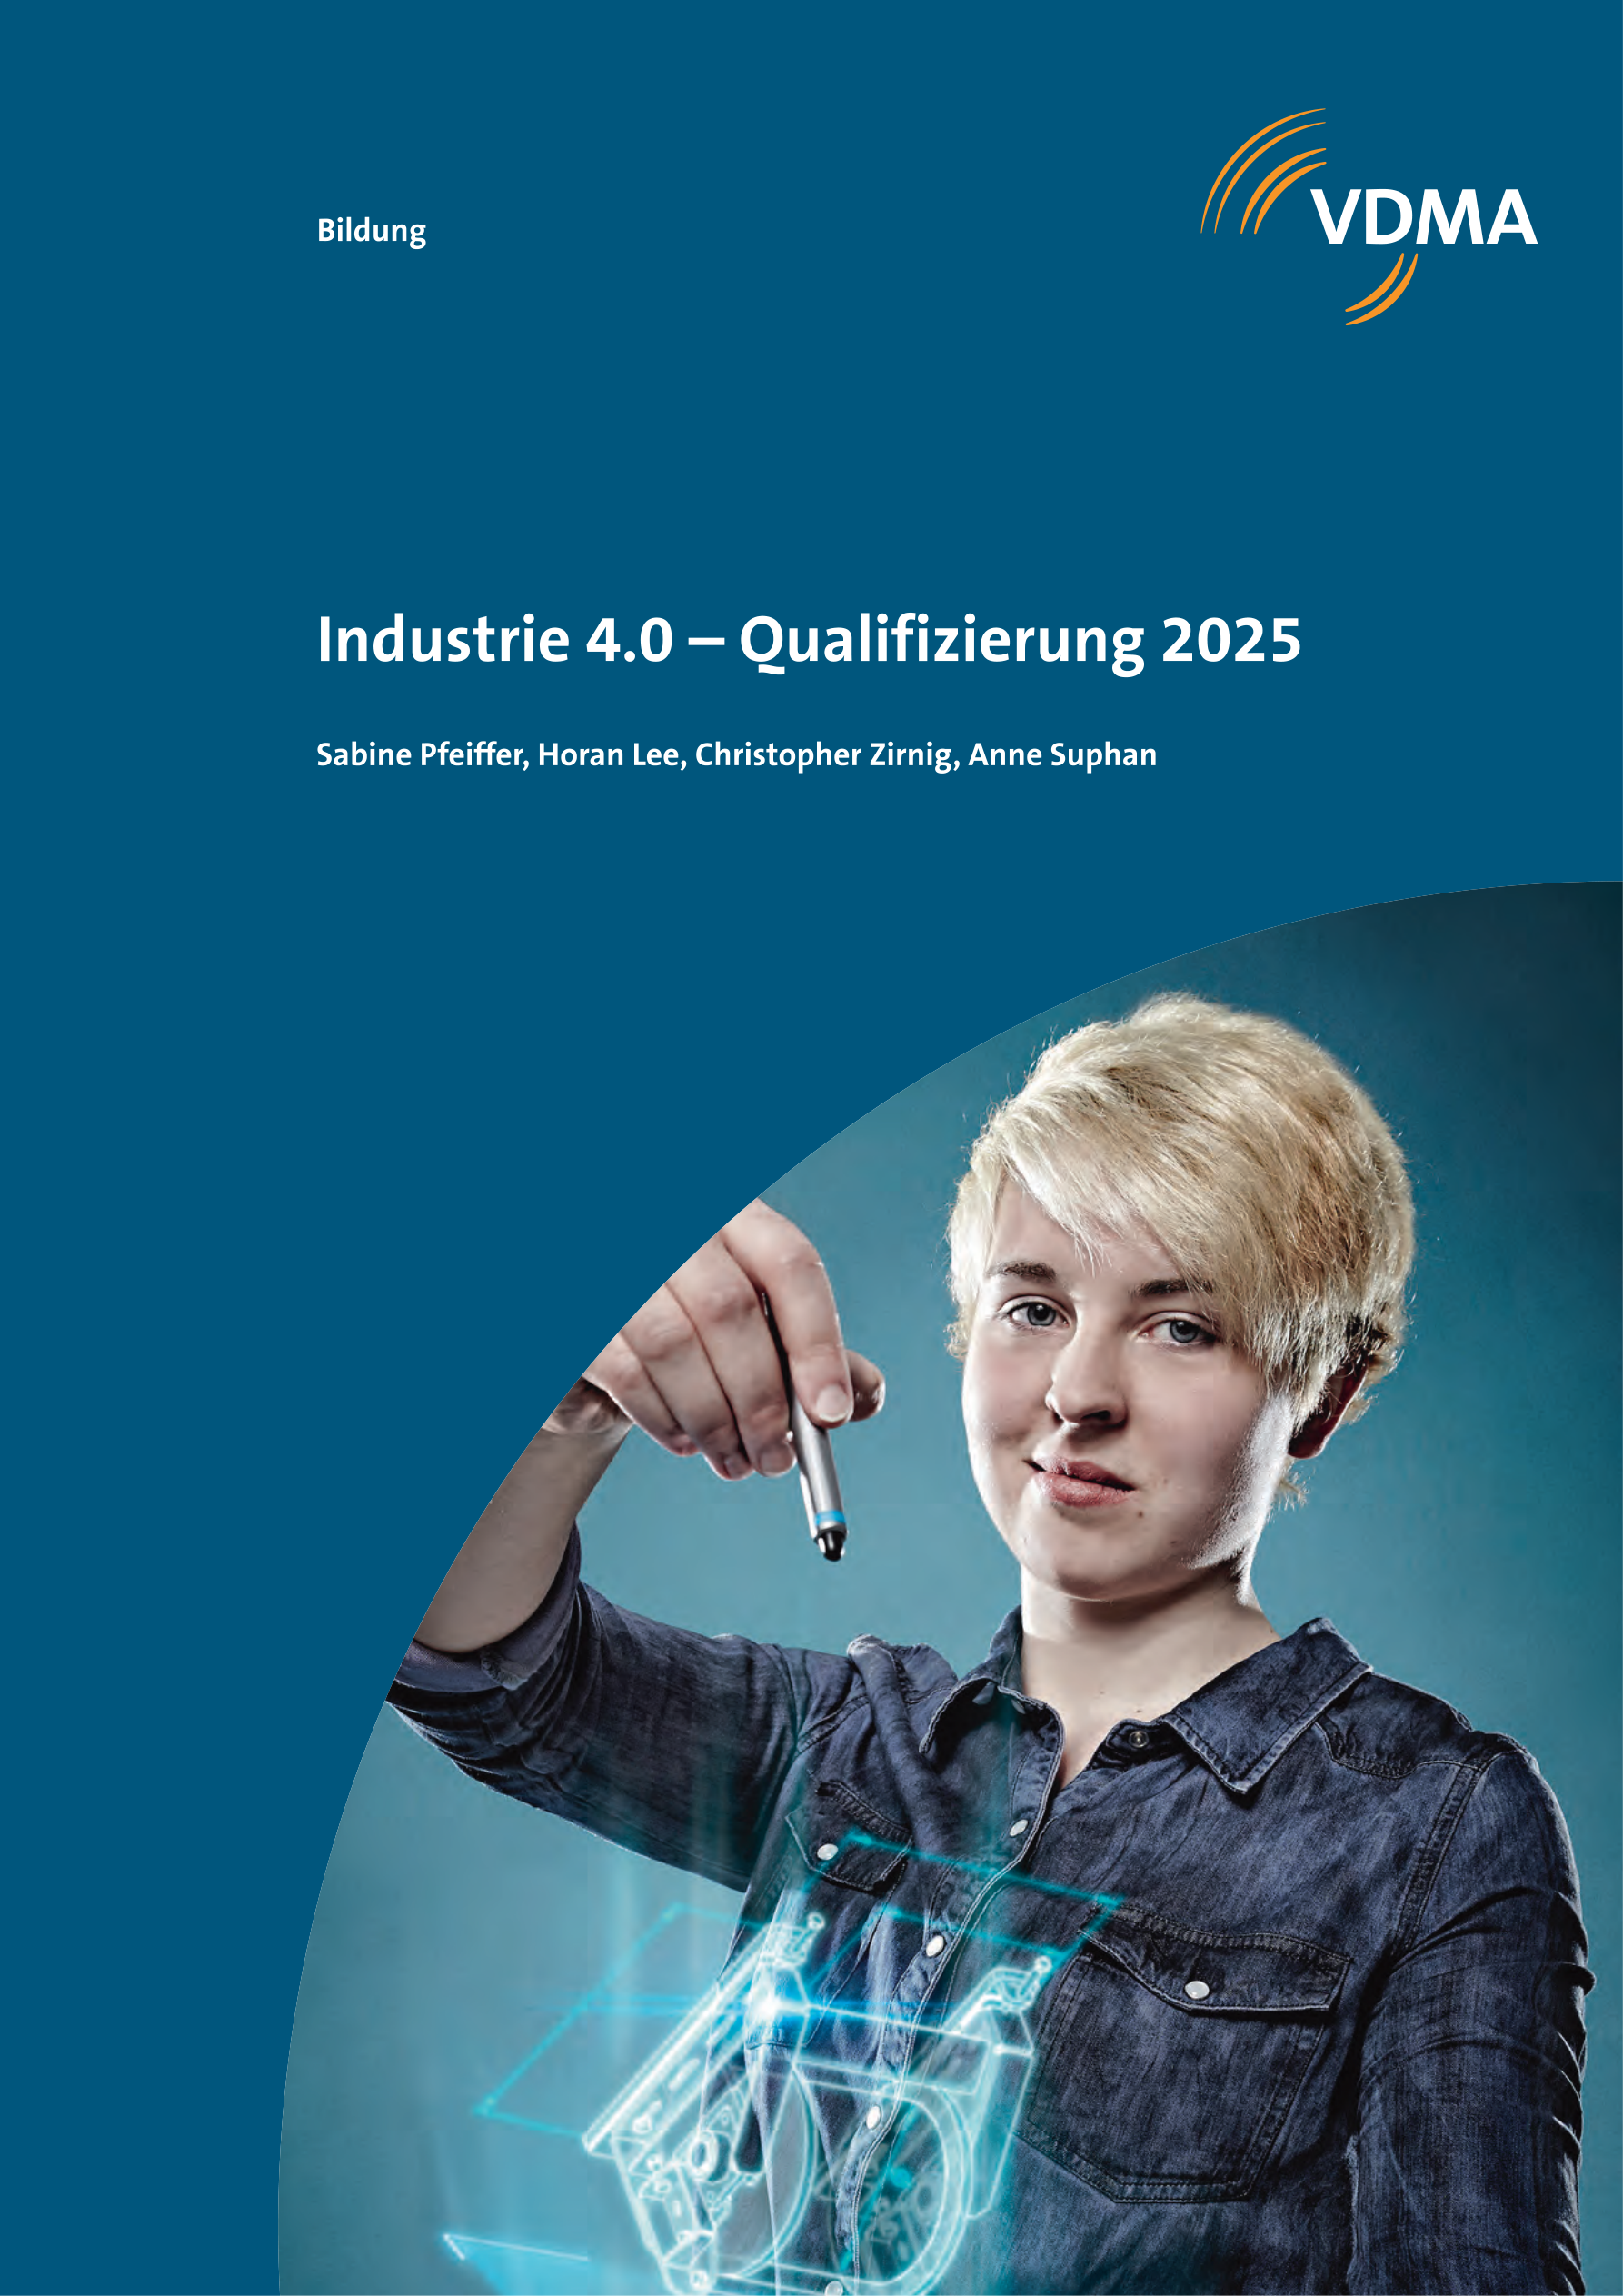 Bildung
VDMA
Industrie 4.0 – Qualifizierung 2025
Sabine Pfeiffer, Horan Lee, Christopher Zirnig, Anne Suphan